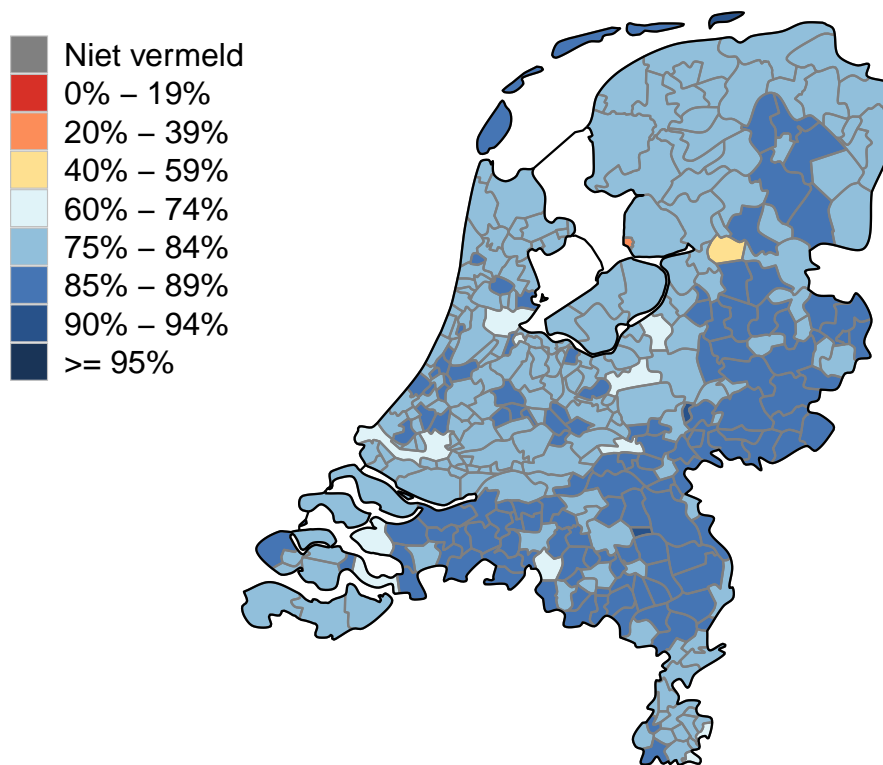 Niet vermeld
0% – 19%
20% – 39%
40% – 59%
60% – 74%
75% – 84%
85% – 89%
90% – 94%
>= 95%